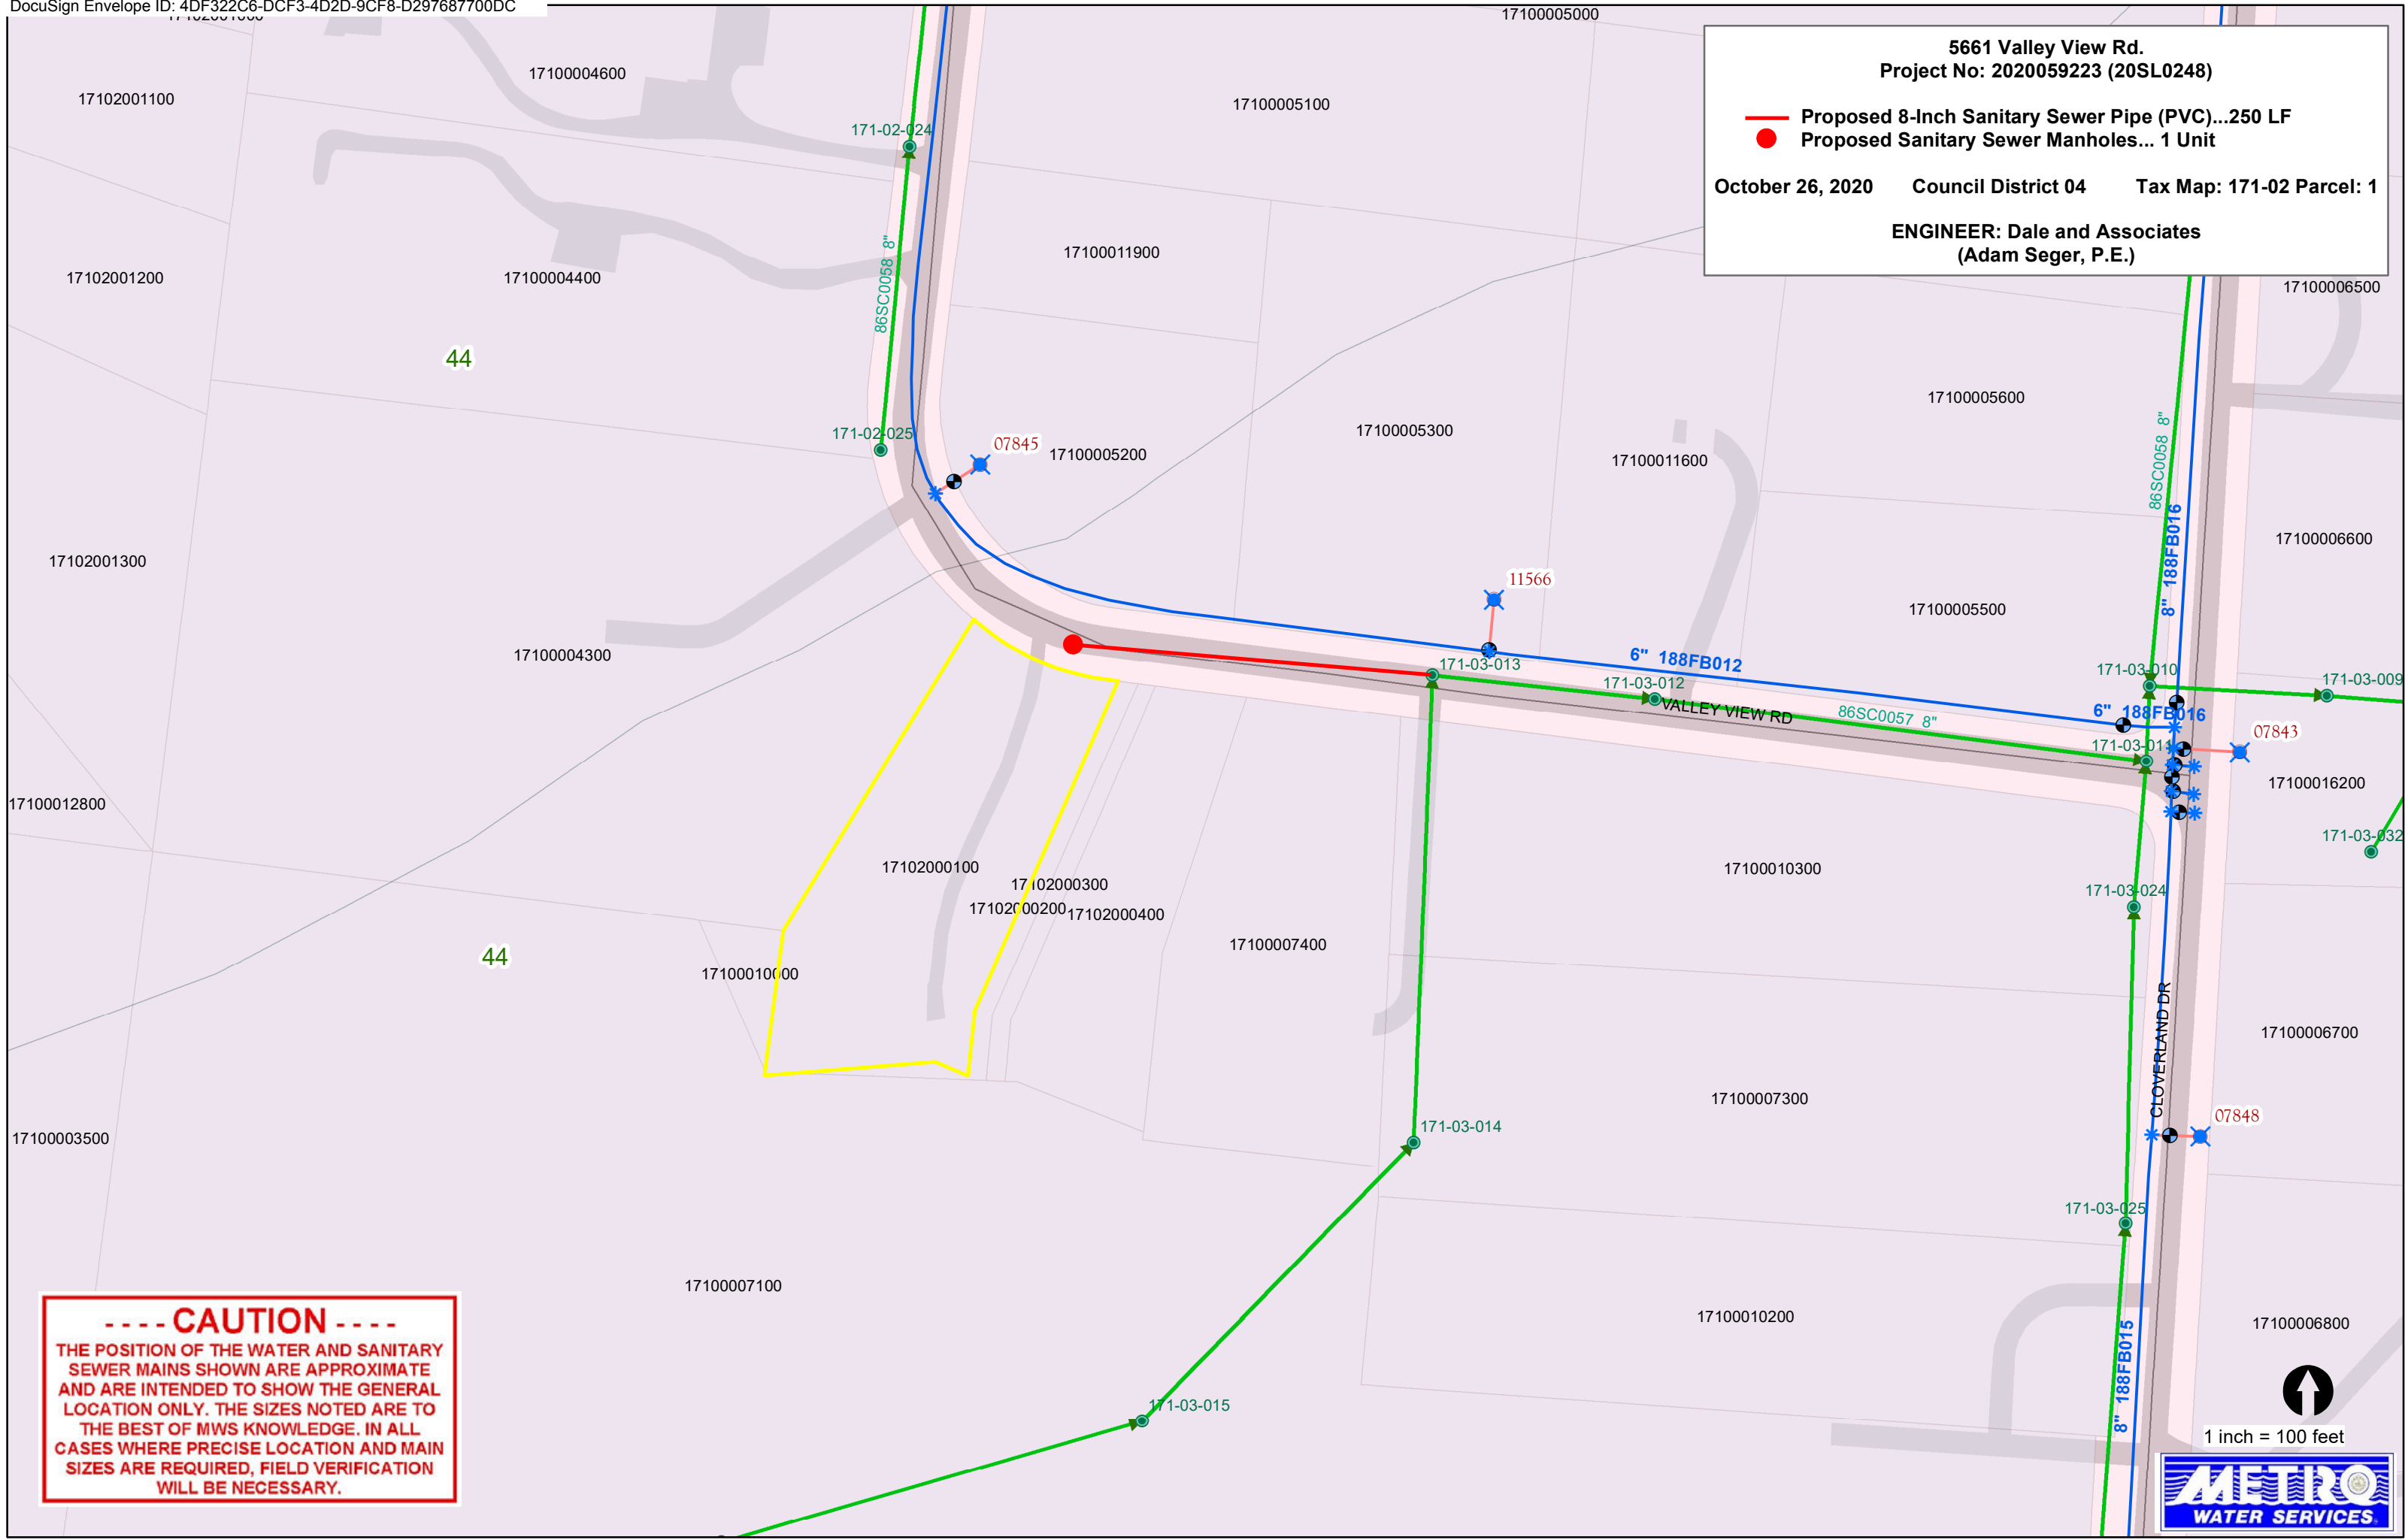 DocuSign Envelope ID: 4DF322C6-DCF3-4D2D-9CF8-D297687700DC
17100005000
5661 Valley View Rd.
Project No: 2020059223 (20SL0248)
Proposed 8-Inch Sanitary Sewer Pipe (PVC)...250 LF
Proposed Sanitary Sewer Manholes... 1 Unit
October 26, 2020 Council District 04 Tax Map: 171-02 Parcel: 1
ENGINEER: Dale and Associates
(Adam Seger, P.E.)
17100004600
17102001100
17100005100
171-02-024
17100011900
17102001200
17100004400
86SC0058 8"
17100006500
44
17100005600
171-02-025
07845
17100005200
17100005300
17100011600
86SC0058 8"
8" 188FB016
17100006600
17102001300
11566
17100005500
17100004300
6" 188FB012
171-03-013
171-03-012
171-03-010
171-03-009
VALLEY VIEW RD
86SC0057 8"
6" 188FB016
07843
171-03-011
17100016200
17100012800
171-03-032
17102000100
17102000300
17102000200
17102000400
17100010300
171-03-024
17100007400
44
17100010000
CLOVERLAND DR
17100006700
17100007300
07848
171-03-014
17100003500
171-03-025
17100007100
17100010200
17100006800
8" 188FB015
171-03-015
---- CAUTION ----
THE POSITION OF THE WATER AND SANITARY
SEWER MAINS SHOWN ARE APPROXIMATE
AND ARE INTENDED TO SHOW THE GENERAL
LOCATION ONLY. THE SIZES NOTED ARE TO
THE BEST OF MWS KNOWLEDGE. IN ALL
CASES WHERE PRECISE LOCATION AND MAIN
SIZES ARE REQUIRED, FIELD VERIFICATION
WILL BE NECESSARY.
1 inch = 100 feet
METRO
WATER SERVICES